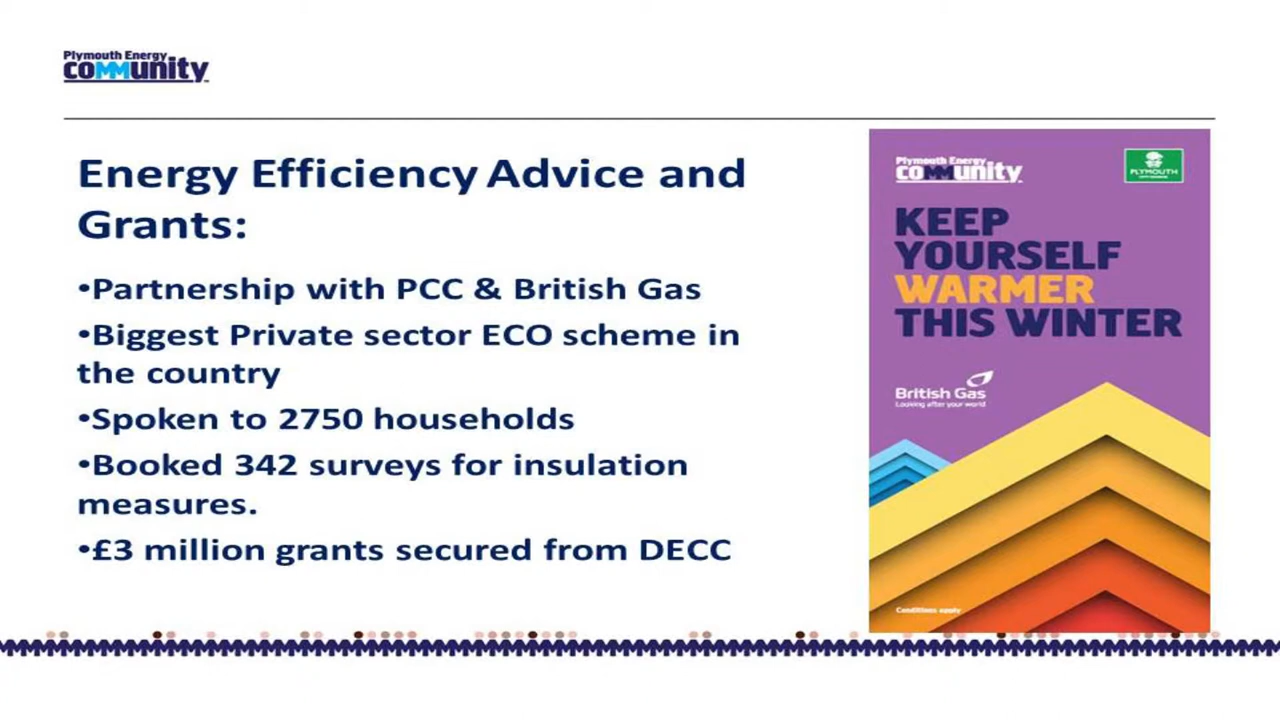 Plymouth Energy
community
Energy Efficiency Advice and
Grants:
•Partnership with PCC & British Gas
•Biggest Private sector ECO scheme in
the country
•Spoken to 2750 households
•Booked 342 surveys for insulation
measures.
•£3 million grants secured from DECC
Plymouth Energy
community
PLYMOUTH
KEEP
YOURSELF
WARMER
THIS WINTER
British Gas
Looking after your world
Conditions apply